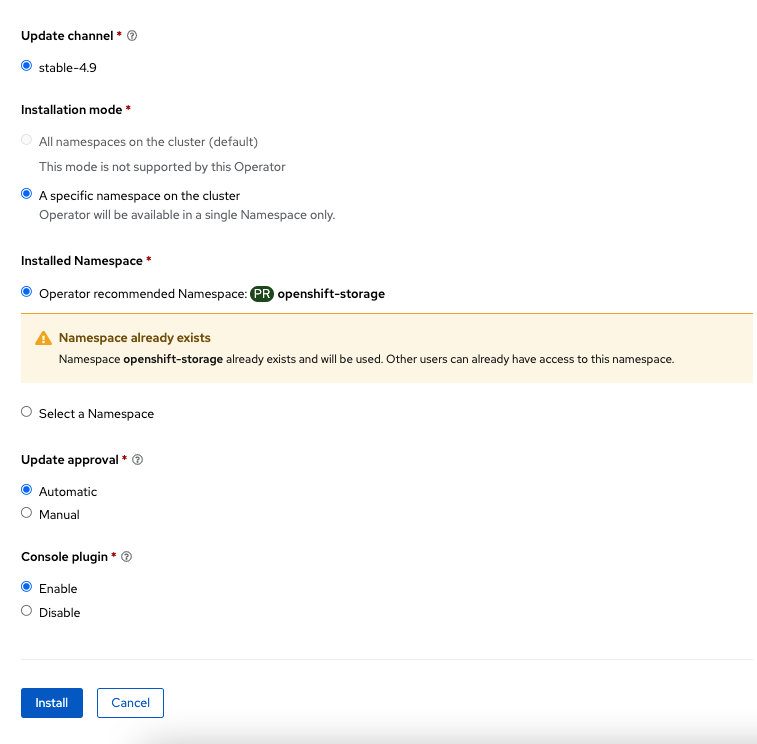 Update channel *
stable-4.9
Installation mode *
All namespaces on the cluster (default)
This mode is not supported by this Operator
A specific namespace on the cluster
Operator will be available in a single Namespace only.
Installed Namespace *
Operator recommended Namespace: PR openshift-storage
Namespace already exists
Namespace openshift-storage already exists and will be used. Other users can already have access to this namespace.
Select a Namespace
Update approval *
Automatic
Manual
Console plugin *
Enable
Disable
Install Cancel